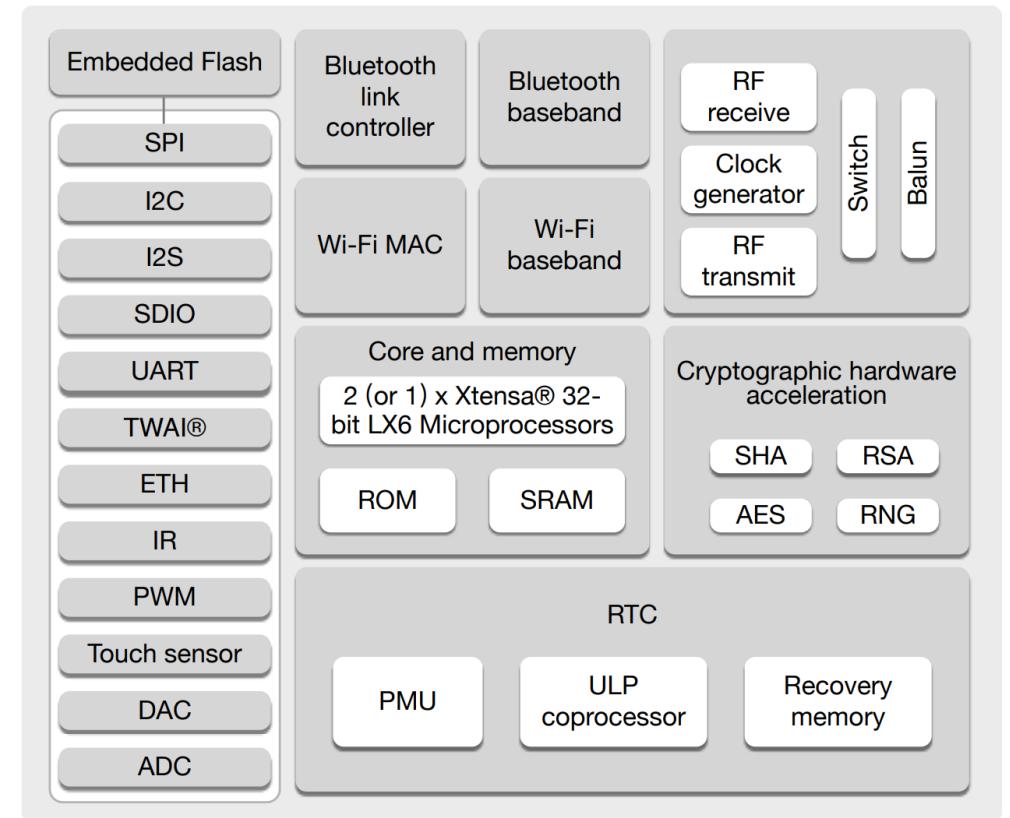 Embedded Flash
SPI
I2C
I2S
SDIO
UART
TWAI®
ETH
IR
PWM
Touch sensor
DAC
ADC
Bluetooth
link
controller
Bluetooth
baseband
Wi-Fi MAC
Wi-Fi
baseband
RF
receive
Clock
generator
RF
transmit
Switch
Balun
Core and memory
2 (or 1) x Xtensa® 32-
bit LX6 Microprocessors
ROM
SRAM
Cryptographic hardware
acceleration
SHA
RSA
AES
RNG
RTC
PMU
ULP
coprocessor
Recovery
memory